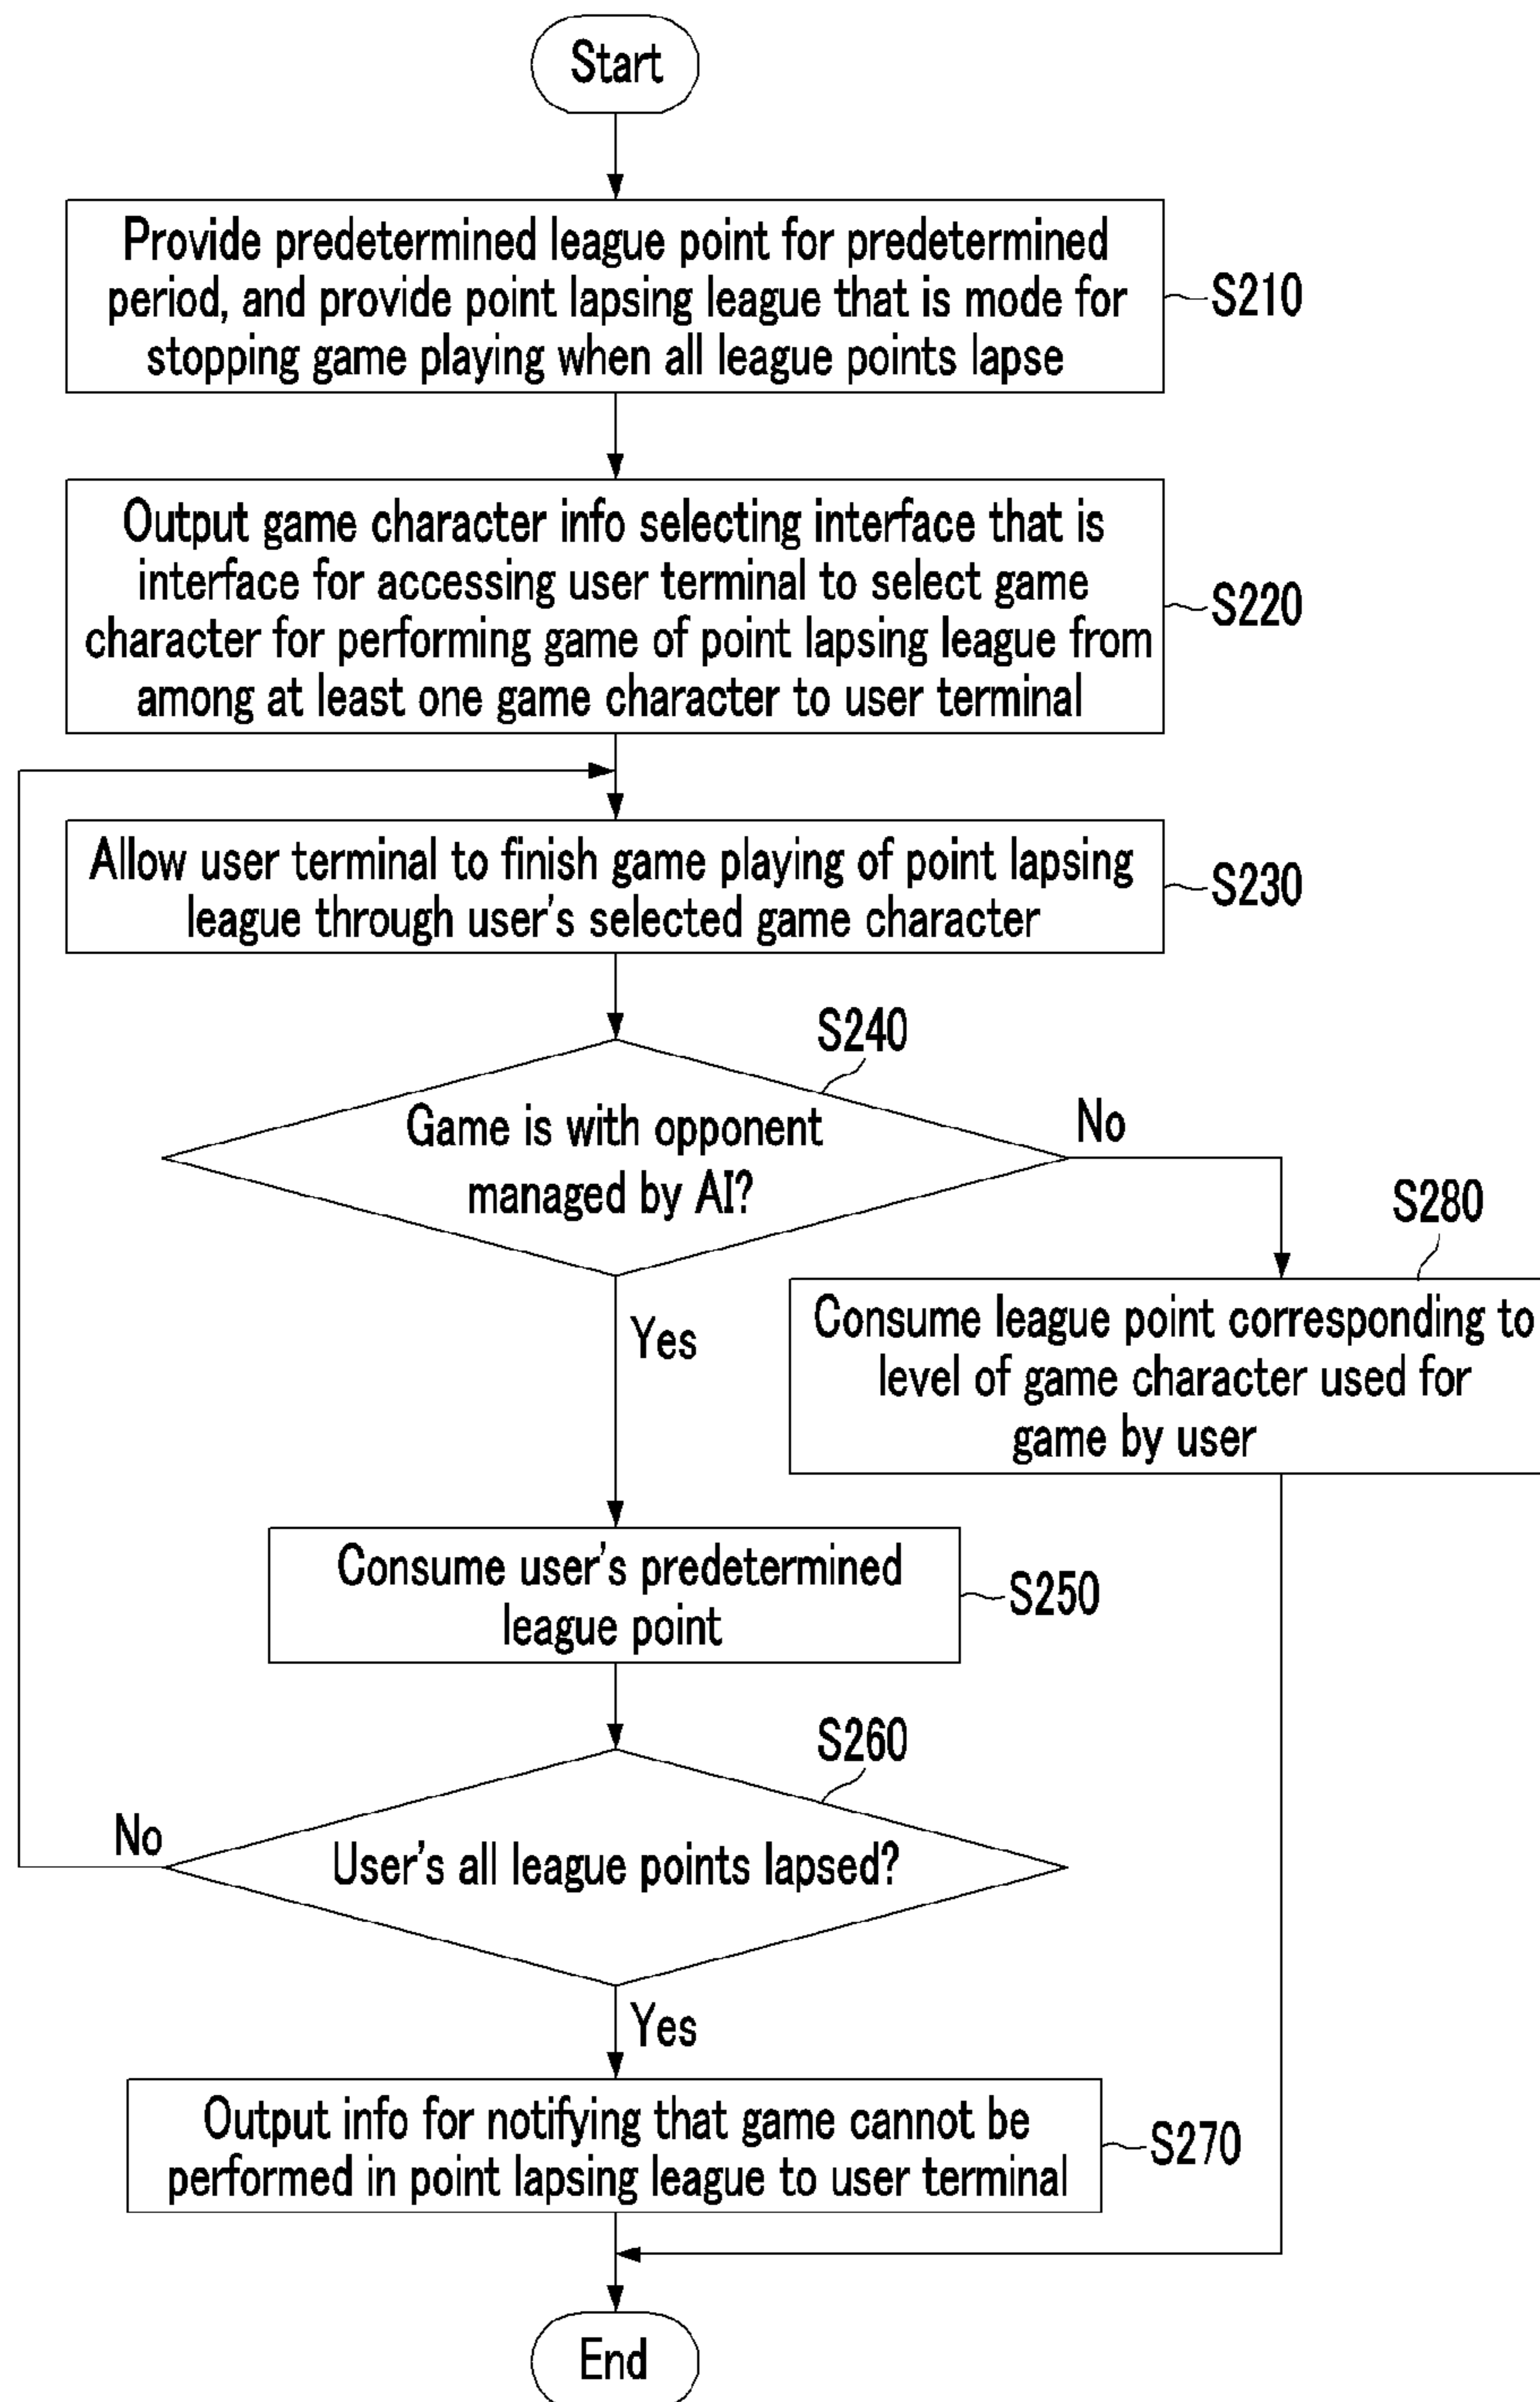 Start
Provide predetermined league point for predetermined
period, and provide point lapsing league that is mode for
stopping game playing when all league points lapse
S210
Output game character info selecting interface that is
interface for accessing user terminal to select game
character for performing game of point lapsing league from
among at least one game character to user terminal
S220
Allow user terminal to finish game playing of point lapsing
league through user's selected game character
S230
S240
Game is with opponent
managed by AI?
No
Yes
S280
Consume league point corresponding to
level of game character used for
game by user
Consume user's predetermined
league point
S250
S260
User's all league points lapsed?
No
Yes
Output info for notifying that game cannot be
performed in point lapsing league to user terminal
S270
End